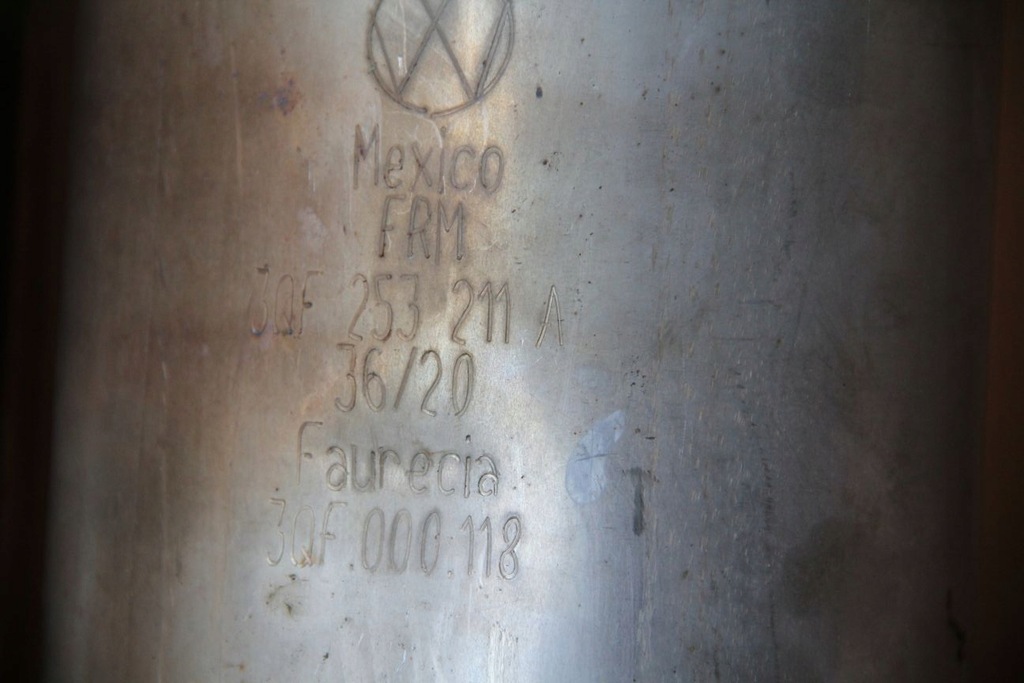 Mexico
FRM
3QF 253 211 A
36/20
Faurecia
3QF.000.118